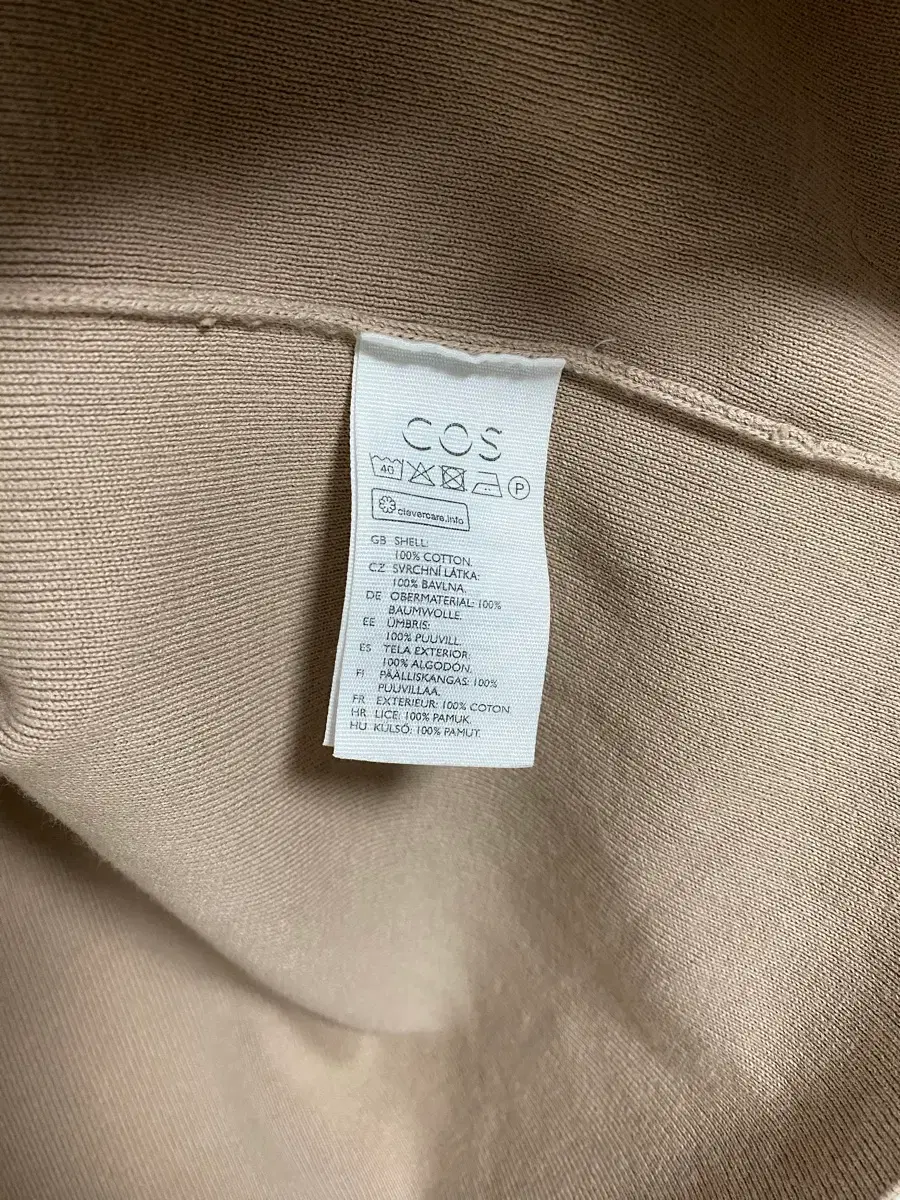 COS
40 P
clevercare.info
GB SHELL:
100% COTTON.
CZ SVRCHNÍ LÁTKA:
100% BAVLNA.
DE OBERMATERIAL: 100%
BAUMWOLLE.
EE ÜMBRIS:
100% PUUVILL
ES TELA EXTERIOR,
100% ALGODÓN.
FI PÄÄLLISKANGAS: 100%
PUUVILLAA.
FR EXTERIEUR: 100% COTON
HR LICE: 100% PAMUK.
HU KÜLSŐ: 100% PAMUT.